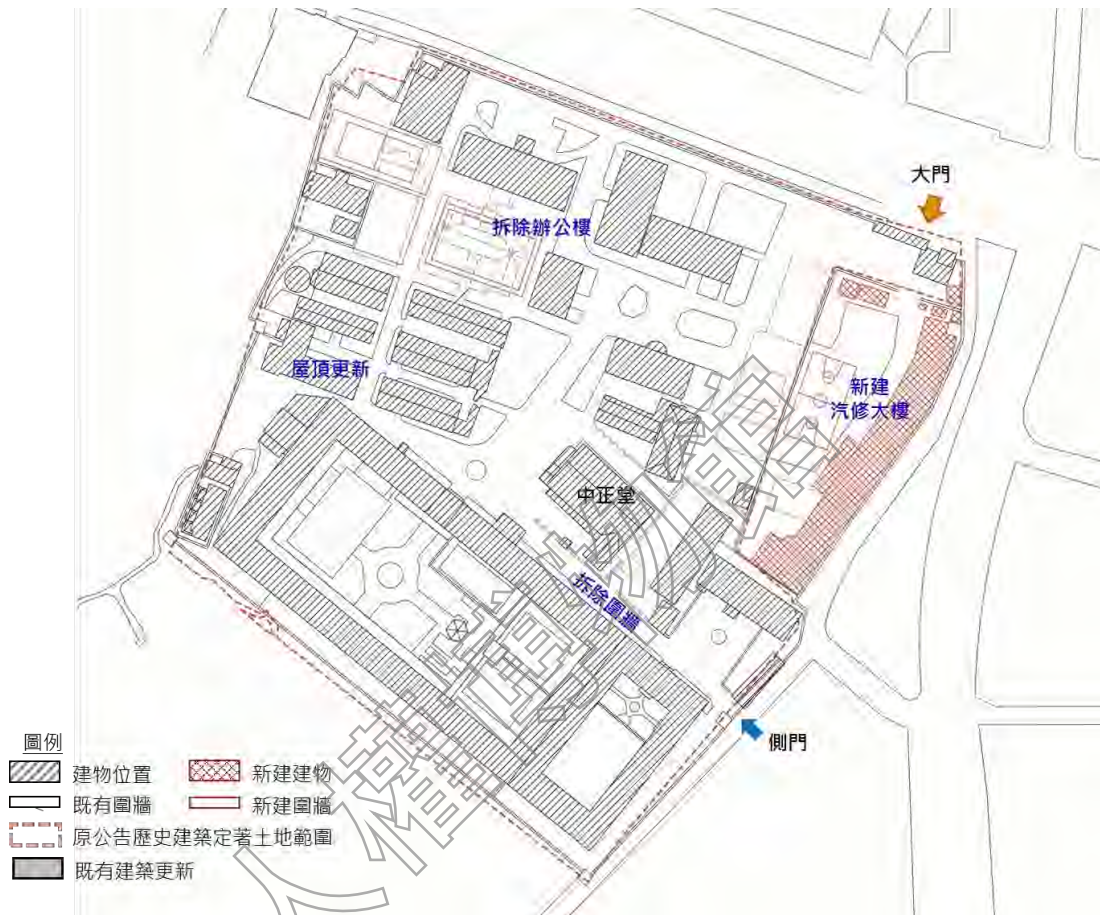 大門
拆除辦公樓
屋頂更新
新建
汽修大樓
中正堂
拆除圍牆
側門
圖例
建物位置
新建建物
既有圍牆
新建圍牆
原公告歷史建築定著土地範圍
既有建築更新